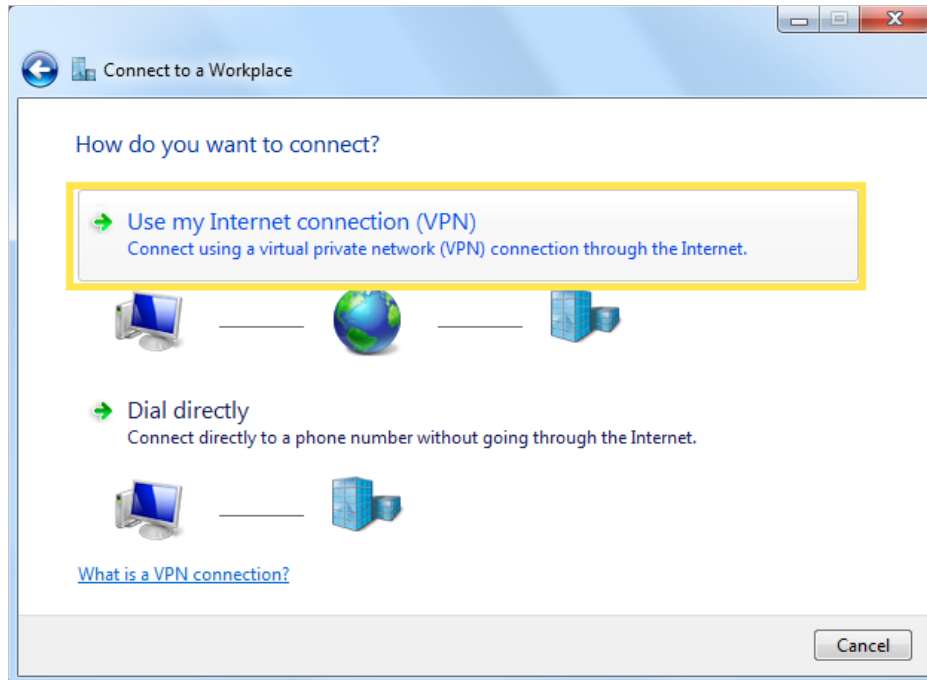 Connect to a Workplace
How do you want to connect?
Use my Internet connection (VPN)
Connect using a virtual private network (VPN) connection through the Internet.
Dial directly
Connect directly to a phone number without going through the Internet.
What is a VPN connection?
Cancel